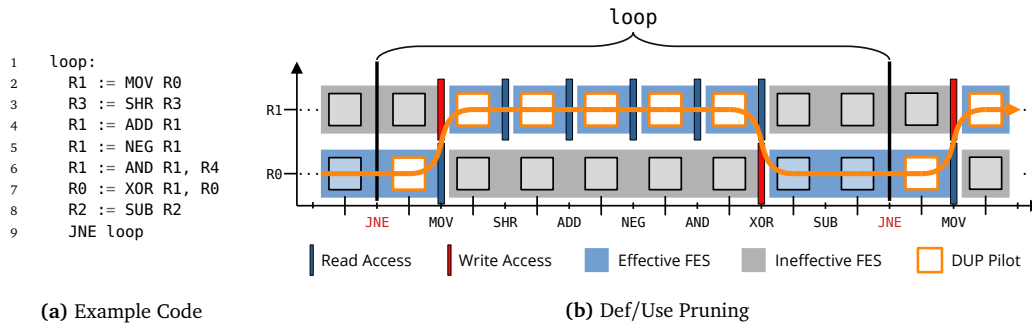 loop
1 loop:
2 R1 := MOV R0
3 R3 := SHR R3
4 R1 := ADD R1
5 R1 := NEG R1
6 R1 := AND R1, R4
7 R0 := XOR R1, R0
8 R2 := SUB R2
9 JNE loop
R1
R0
JNE MOV SHR ADD NEG AND XOR SUB JNE MOV
Read Access Write Access Effective FES Ineffective FES DUP Pilot
(a) Example Code
(b) Def/Use Pruning